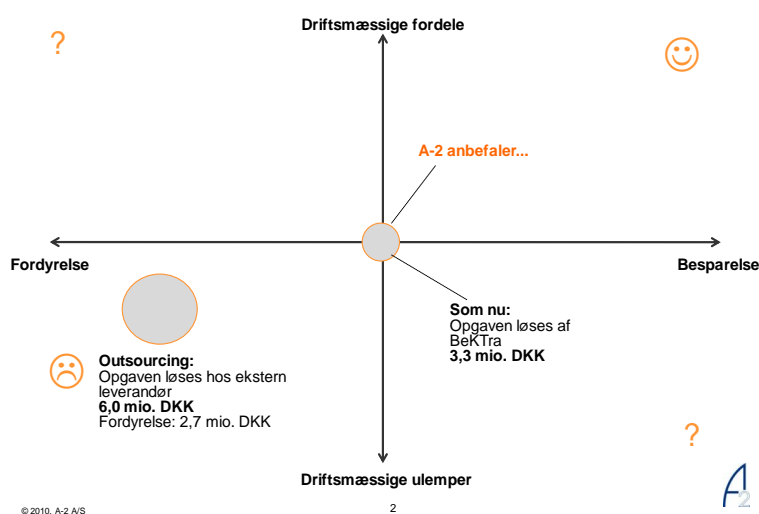 Driftsmæssige fordele
?
A-2 anbefaler...
Fordyrelse
Besparelse
Som nu:
Opgaven løses af
BeKTra
3,3 mio. DKK
Outsourcing:
Opgaven løses hos ekstern
leverandør
6,0 mio. DKK
Fordyrelse: 2,7 mio. DKK
?
Driftsmæssige ulemper
A2
© 2010, A-2 A/S
2